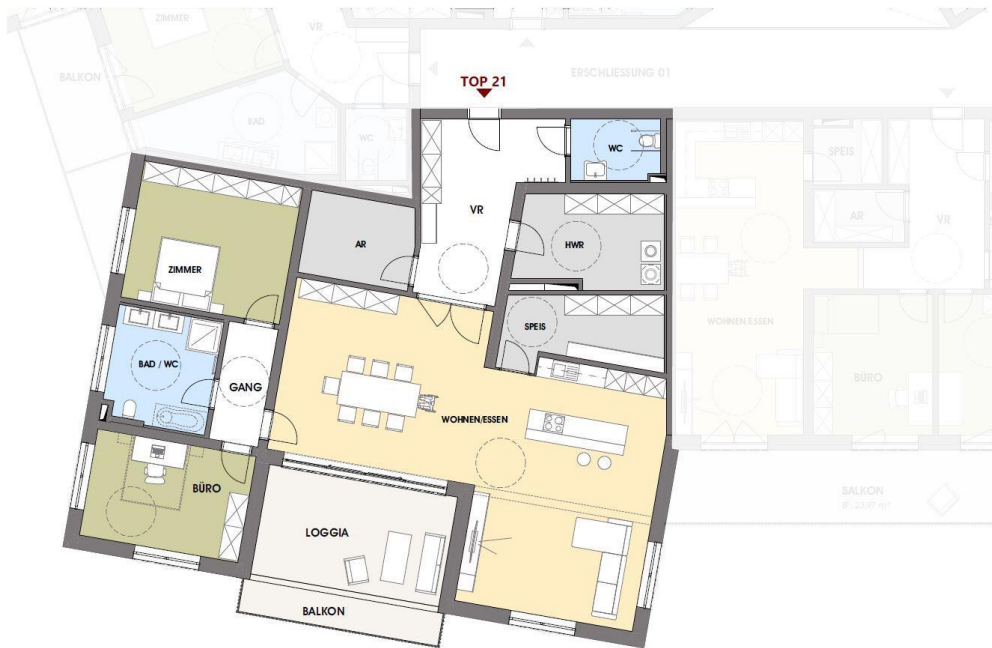 ZIMMER
VR
BALKON
ERSCHLIESSUNG 01
TOP 21
BAD
WC
WC
SPEIS
VR
AR
HWR
AR
VR
ZIMMER
SPEIS
WOHNEN/ESSEN
BAD / WC
GANG
BÜRO
WOHNEN/ESSEN
BÜRO
LOGGIA
BALKON
BALKON